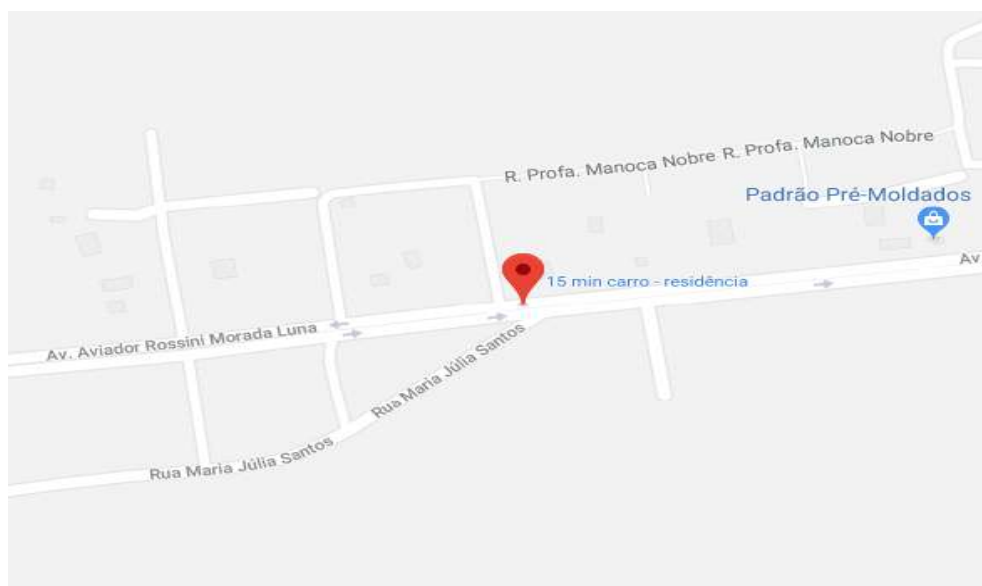 R. Profa. Manoca Nobre
R. Profa. Manoca Nobre
Padrão Pré-Moldados
Av
15 min carro - residência
Av. Aviador Rossini Morada Luna
Rua Maria Júlia Santos
Rua Maria Júlia Santos